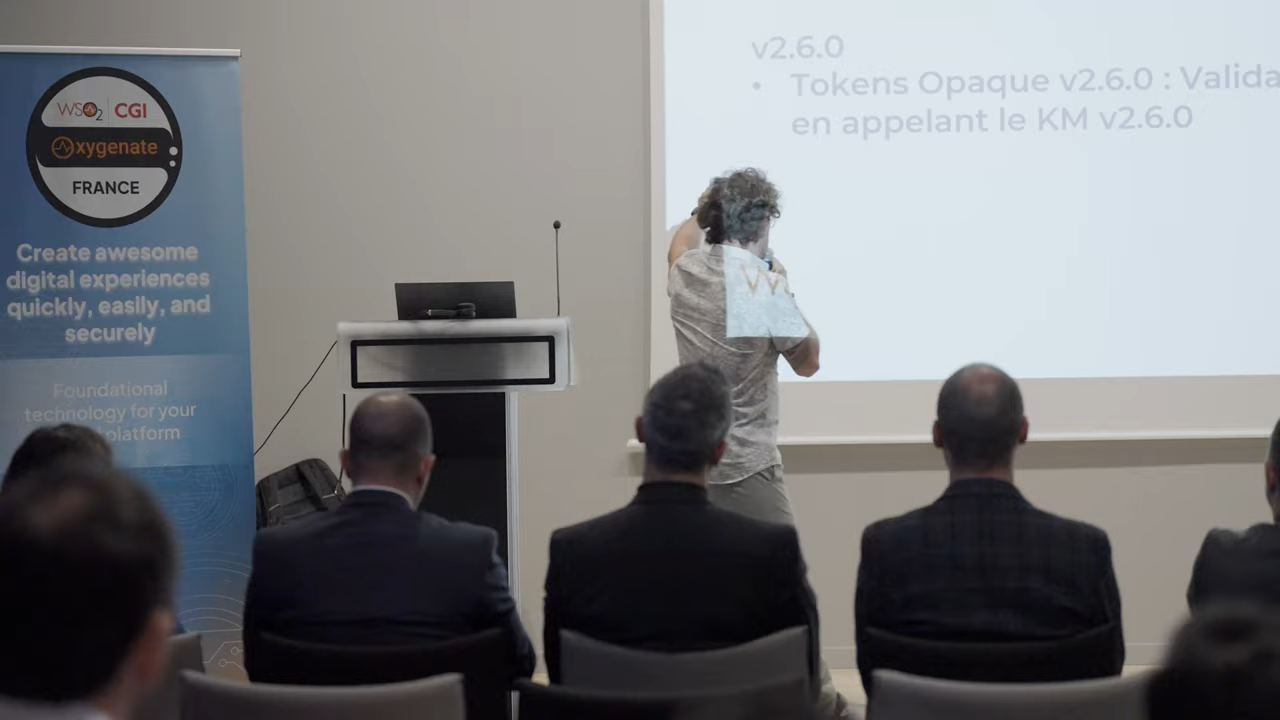 WSO2 CGI
Oxygenate
FRANCE
Create awesome
digital experiences
quickly, easily, and
securely
Foundational
technology for your
platform
v2.6.0
• Tokens Opaque v2.6.0 : Valida
en appelant le KM v2.6.0